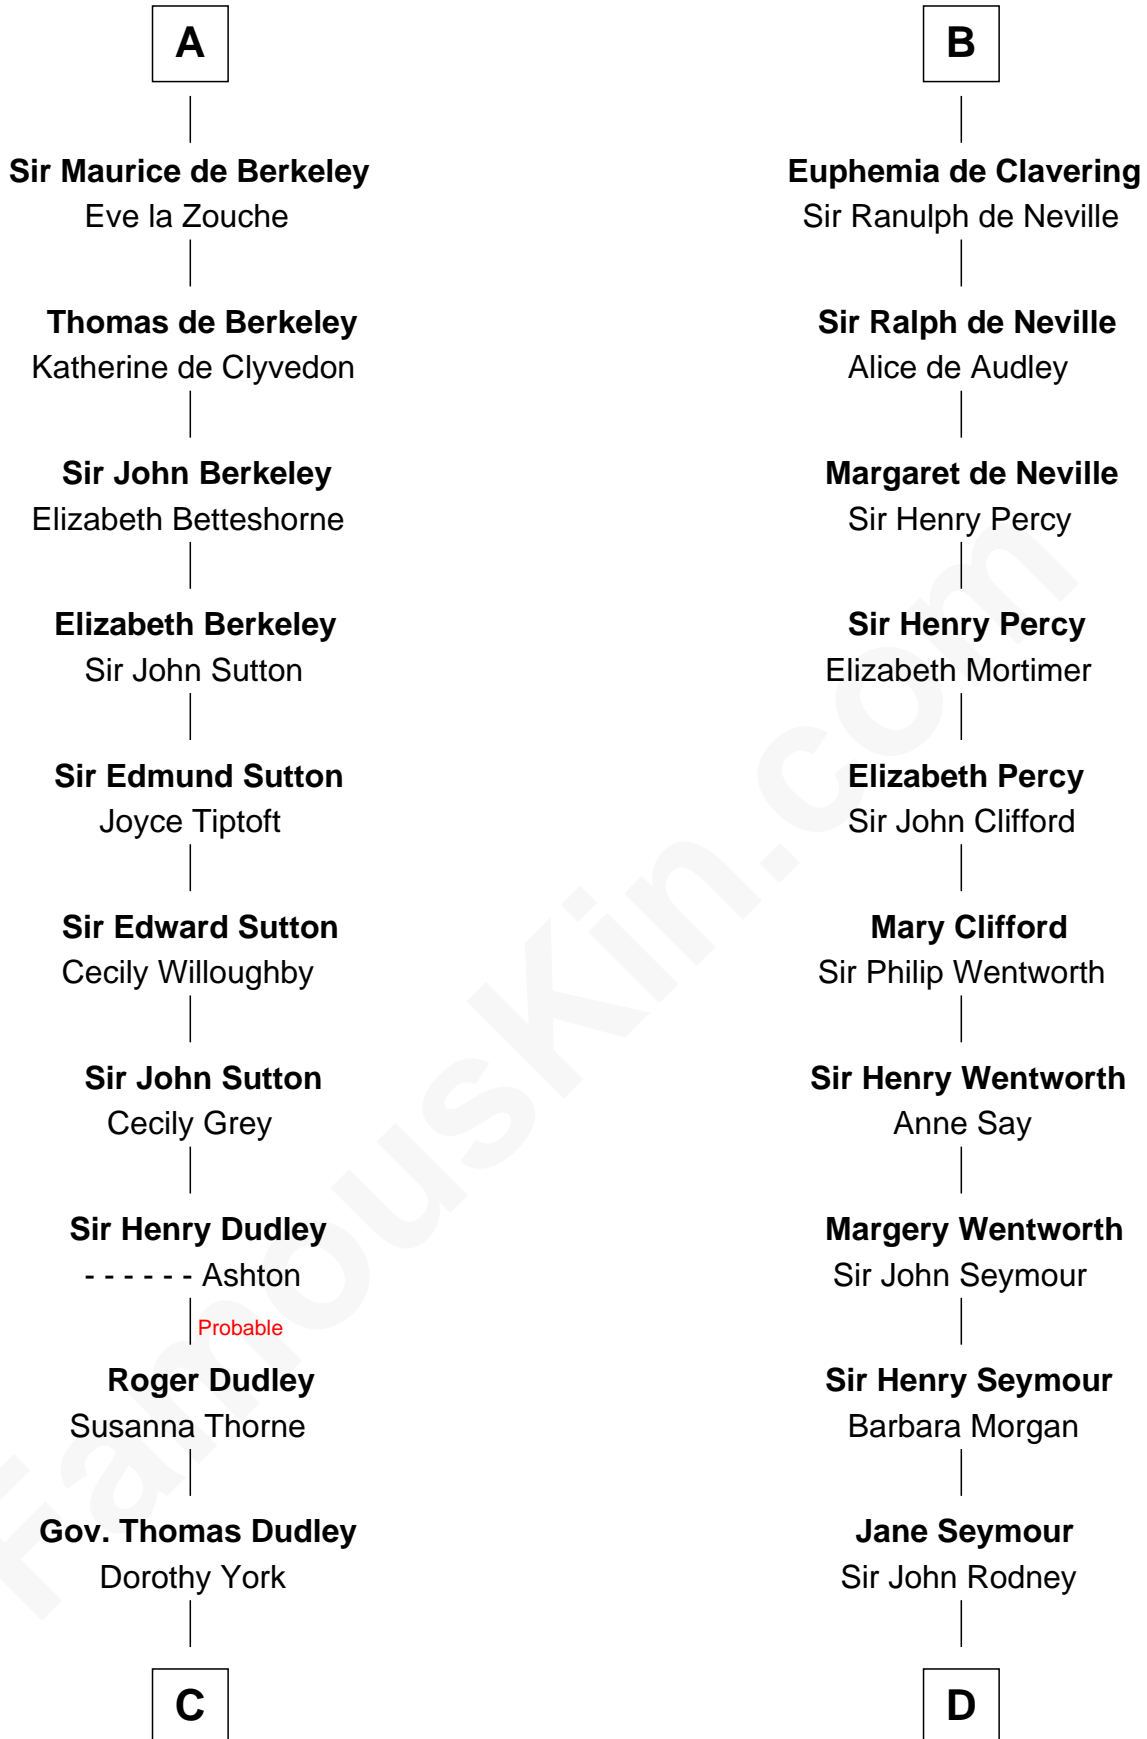 A
Sir Maurice de Berkeley
Eve la Zouche
Thomas de Berkeley
Katherine de Clyvedon
Sir John Berkeley
Elizabeth Betteshorne
Elizabeth Berkeley
Sir John Sutton
Sir Edmund Sutton
Joyce Tiptoft
Sir Edward Sutton
Cecily Willoughby
Sir John Sutton
Cecily Grey
Sir Henry Dudley
- - - - - - Ashton
Probable
Roger Dudley
Susanna Thorne
Gov. Thomas Dudley
Dorothy York
C
B
Euphemia de Clavering
Sir Ranulph de Neville
Sir Ralph de Neville
Alice de Audley
Margaret de Neville
Sir Henry Percy
Sir Henry Percy
Elizabeth Mortimer
Elizabeth Percy
Sir John Clifford
Mary Clifford
Sir Philip Wentworth
Sir Henry Wentworth
Anne Say
Margery Wentworth
Sir John Seymour
Sir Henry Seymour
Barbara Morgan
Jane Seymour
Sir John Rodney
D
FamousKin.com